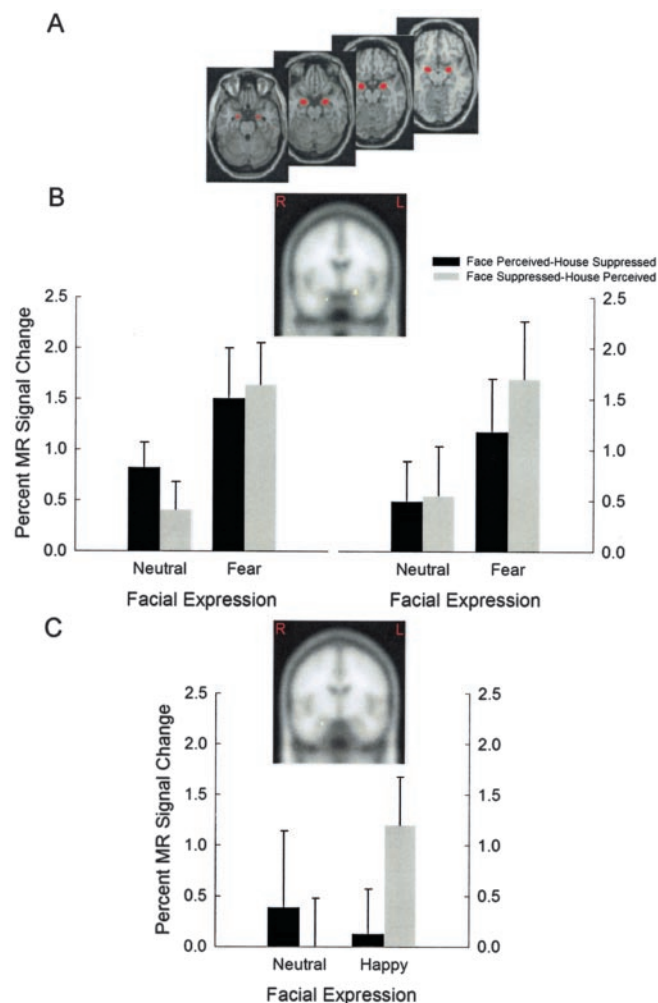 A
B
R L
Face Perceived-House Suppressed
Face Suppressed-House Perceived
Percent MR Signal Change
2.5
2.0
1.5
1.0
0.5
0.0
2.5
2.0
1.5
1.0
0.5
0.0
Neutral Fear
Neutral Fear
Facial Expression
Facial Expression
C
R L
Percent MR Signal Change
2.5
2.0
1.5
1.0
0.5
0.0
2.5
2.0
1.5
1.0
0.5
0.0
Neutral Happy
Facial Expression